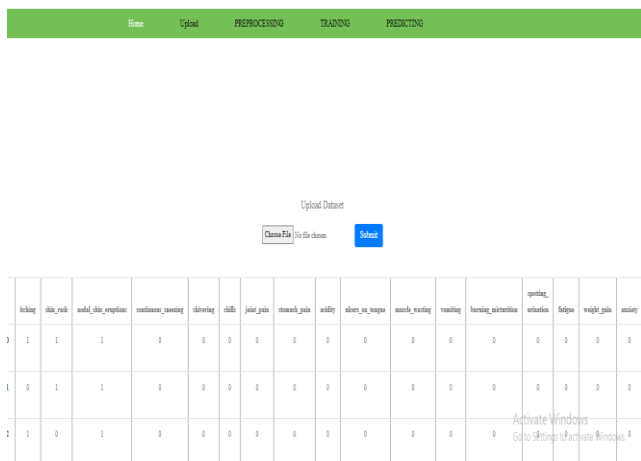 Home Upload PREPROCESSING TRAINING PREDICTING
Upload Dataset
Choose File No file chosen Submit
itching skin_rash nodal_skin_eruptions continuous_sneezing shivering chills joint_pain stomach_pain acidity ulcers_on_tongue muscle_wasting vomiting burning_micturition spotting_ urination fatigue weight_gain anxiety
0 1 1 1 0 0 0 0 0 0 0 0 0 0 0 0 0 0
1 0 1 1 0 0 0 0 0 0 0 0 0 0 0 0 0 0
2 1 0 1 0 0 0 0 0 0 0 0 0 0 0 0 0 0
Activate Windows
Go to Settings to activate Windows.